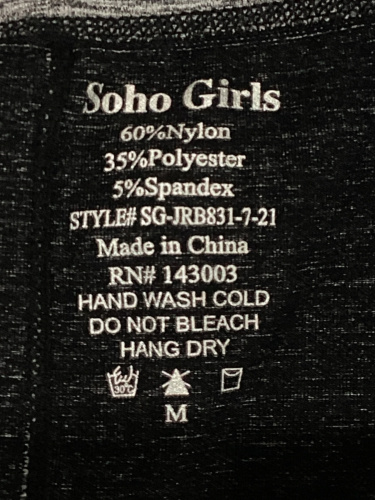 Soho Girls
60%Nylon
35%Polyester
5%Spandex
STYLE# SG-JRB831-7-21
Made in China
RN# 143003
HAND WASH COLD
DO NOT BLEACH
HANG DRY
30°C
M